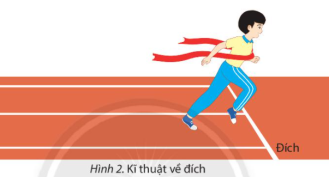 Đích
Hình 2. Kĩ thuật về đích